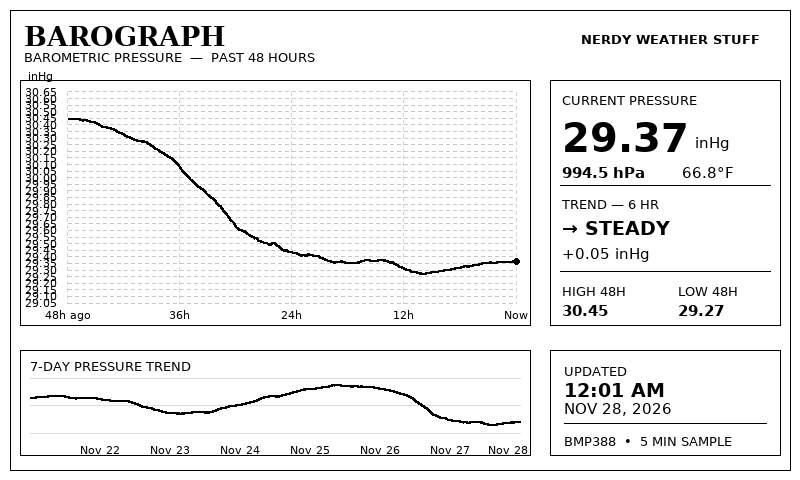 BAROGRAPH
BAROMETRIC PRESSURE — PAST 48 HOURS
NERDY WEATHER STUFF
inHg
30.65
30.60
30.55
30.50
30.45
30.40
30.35
30.30
30.25
30.20
30.15
30.10
30.05
30.00
29.95
29.90
29.85
29.80
29.75
29.70
29.65
29.60
29.55
29.50
29.45
29.40
29.35
29.30
29.25
29.20
29.15
29.10
29.05
48h ago 36h 24h 12h Now
CURRENT PRESSURE
29.37 inHg
994.5 hPa 66.8°F
TREND — 6 HR
→ STEADY
+0.05 inHg
HIGH 48H LOW 48H
30.45 29.27
7-DAY PRESSURE TREND
Nov 22 Nov 23 Nov 24 Nov 25 Nov 26 Nov 27 Nov 28
UPDATED
12:01 AM
NOV 28, 2026
BMP388 • 5 MIN SAMPLE